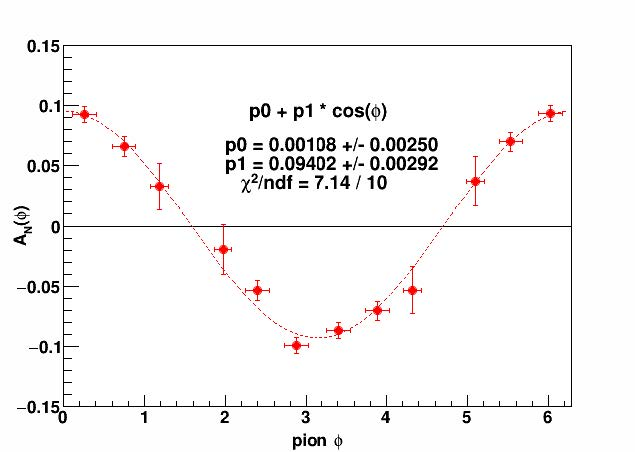 0.15
0.1
0.05
0
−0.05
−0.1
−0.15
A_N(ϕ)
p0 + p1 * cos(ϕ)
p0 = 0.00108 +/- 0.00250
p1 = 0.09402 +/- 0.00292
χ²/ndf = 7.14 / 10
0 1 2 3 4 5 6
pion ϕ